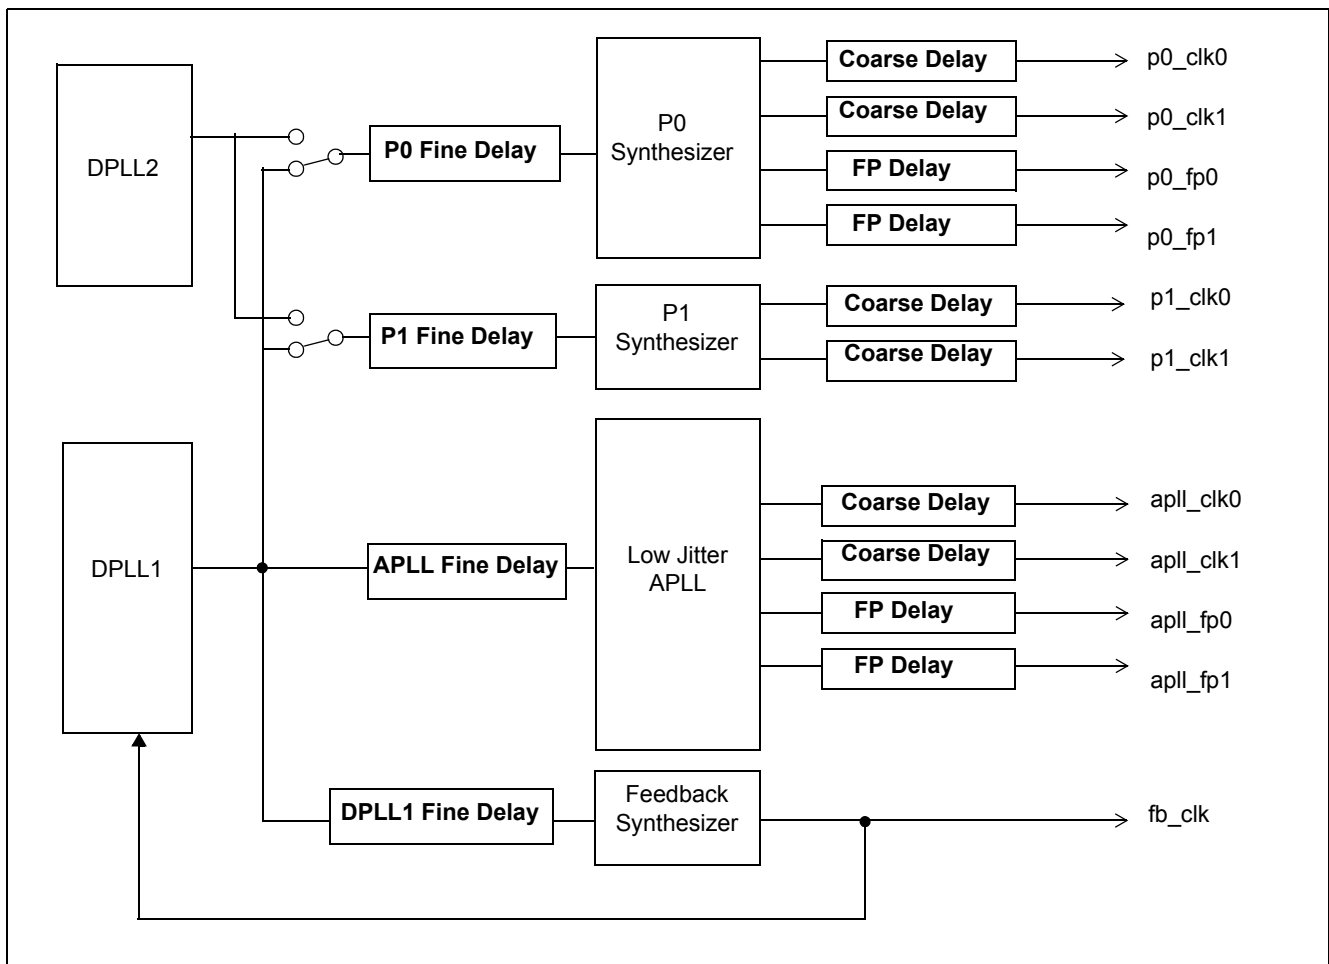 DPLL2
P0 Fine Delay
P0
Synthesizer
Coarse Delay
p0_clk0
Coarse Delay
p0_clk1
FP Delay
p0_fp0
FP Delay
p0_fp1
P1 Fine Delay
P1
Synthesizer
Coarse Delay
p1_clk0
Coarse Delay
p1_clk1
DPLL1
APLL Fine Delay
Low Jitter
APLL
Coarse Delay
apll_clk0
Coarse Delay
apll_clk1
FP Delay
apll_fp0
FP Delay
apll_fp1
DPLL1 Fine Delay
Feedback
Synthesizer
fb_clk